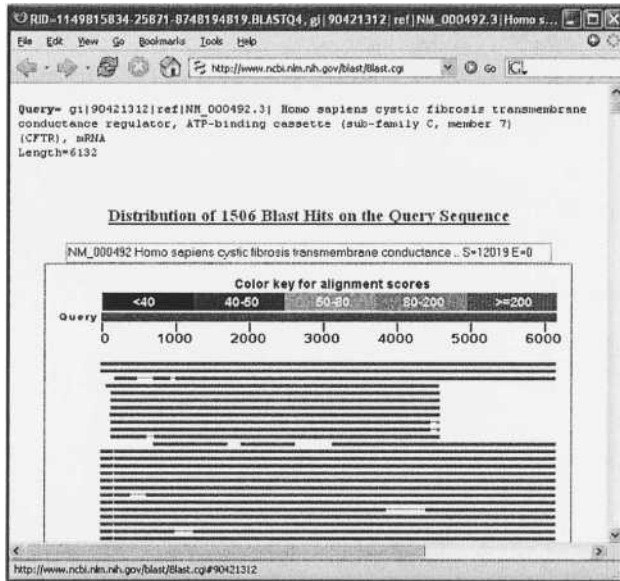 RID=1149815834-25871-8748194819.BLASTQ4, gi|90421312|ref|NM_000492.3|Homo s...
File Edit View Go Bookmarks Tools Help
http://www.ncbi.nlm.nih.gov/blast/Blast.cgi Go
Query= gi|90421312|ref|NM_000492.3| Homo sapiens cystic fibrosis transmembrane
conductance regulator, ATP-binding cassette (sub-family C, member 7)
(CFTR), mRNA
Length=6132
Distribution of 1506 Blast Hits on the Query Sequence
NM_000492 Homo sapiens cystic fibrosis transmembrane conductance .. S=12019 E=0
Color key for alignment scores
<40 40-50 50-80 80-200 >=200
Query
0 1000 2000 3000 4000 5000 6000
http://www.ncbi.nlm.nih.gov/blast/Blast.cgi#90421312